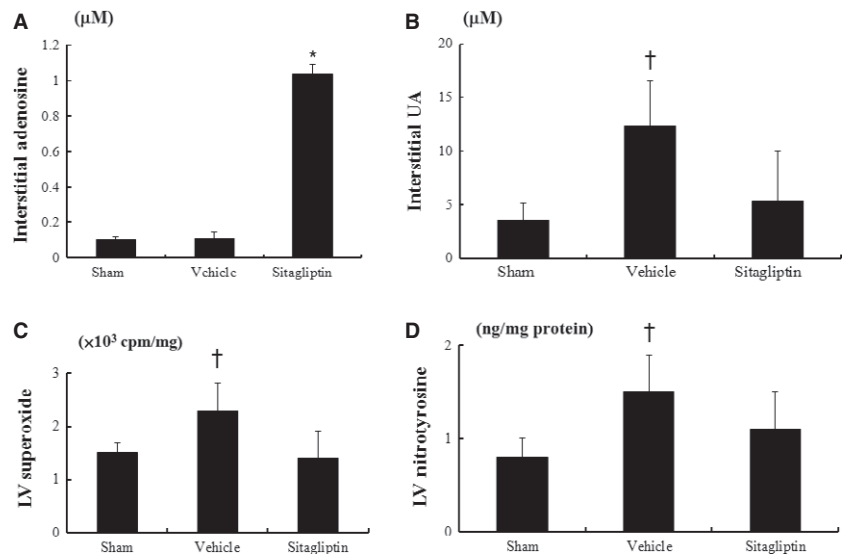 A
(μM)
Interstitial adenosine
1.2
1
0.8
0.6
0.4
0.2
0
*
Sham Vehicle Sitagliptin
B
(μM)
Interstitial UA
20
15
10
5
0
†
Sham Vehicle Sitagliptin
C
(×10³ cpm/mg)
LV superoxide
3
2
1
0
†
Sham Vehicle Sitagliptin
D
(ng/mg protein)
LV nitrotyrosine
2
1
0
†
Sham Vehicle Sitagliptin